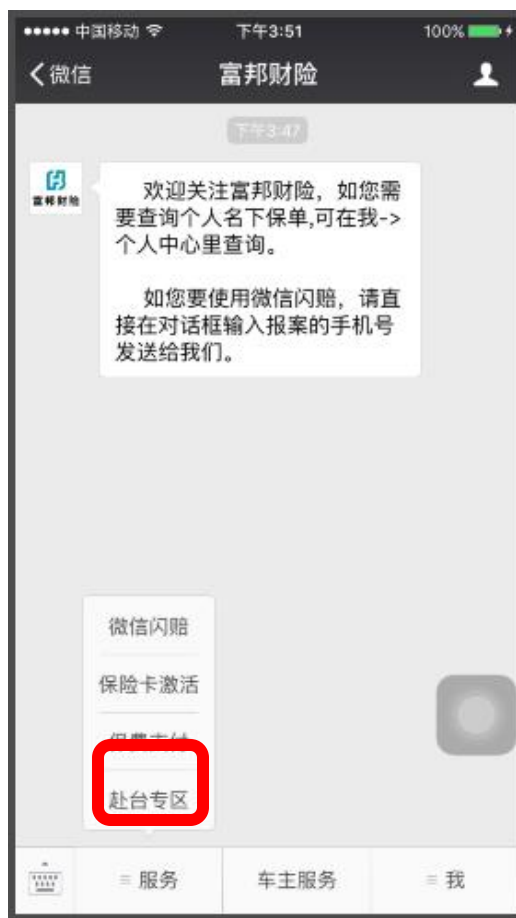 中国移动 下午3:51 100%
微信 富邦财险
下午3:47
富邦财险
欢迎关注富邦财险，如您需
要查询个人名下保单,可在我->
个人中心里查询。
如您要使用微信闪赔，请直
接在对话框输入报案的手机号
发送给我们。
微信闪赔
保险卡激活
保费支付
赴台专区
服务 车主服务 我